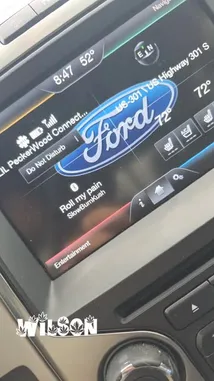 Navigation
8:47 52°
E N
LIL PeckerWood Connect...
Do Not Disturb
US-301 | US Highway 301 S
72° 72°
Ford
Roll my pain
SlowBurnKush
Entertainment
WILSON